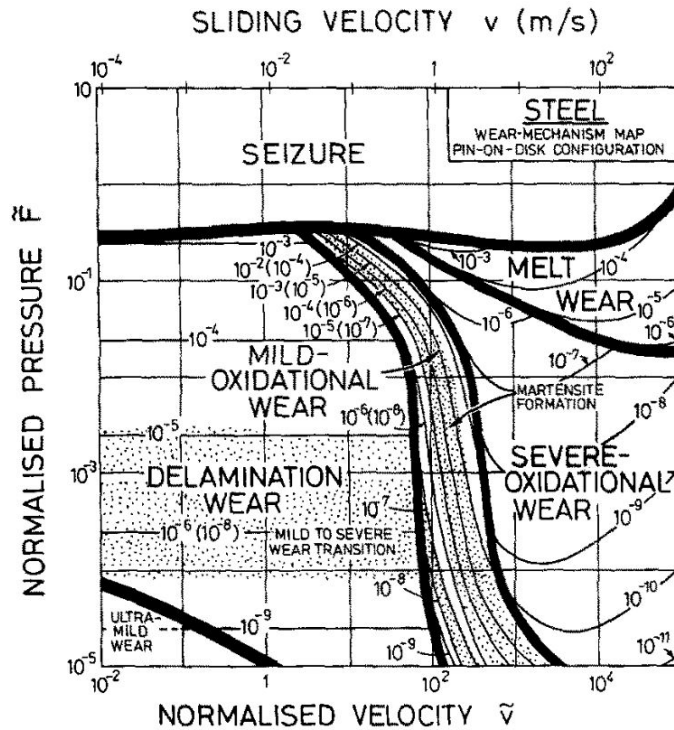 SLIDING VELOCITY v (m/s)
10⁻⁴ 10⁻² 1 10²
10
STEEL
WEAR-MECHANISM MAP
PIN-ON-DISK CONFIGURATION
SEIZURE
NORMALISED PRESSURE F̃
10⁻³
10⁻²(10⁻⁴)
10⁻³
10⁻⁴
10⁻¹
10⁻³(10⁻⁵)
MELT
10⁻⁴(10⁻⁶)
WEAR
10⁻⁵
10⁻⁵(10⁻⁷)
10⁻⁶
10⁻⁶
10⁻⁴
10⁻⁷
MILD-
OXIDATIONAL
WEAR
MARTENSITE
FORMATION
10⁻⁸
10⁻⁶(10⁻⁸)
10⁻⁵
SEVERE-
OXIDATIONAL
WEAR
10⁻³
DELAMINATION
WEAR
10⁻⁷
10⁻⁹
10⁻⁶(10⁻⁸)
MILD TO SEVERE
WEAR TRANSITION
10⁻⁸
10⁻¹⁰
ULTRA-
MILD
WEAR
10⁻⁹
10⁻⁹
10⁻¹¹
10⁻⁵
10⁻² 1 10² 10⁴
NORMALISED VELOCITY ṽ